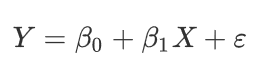 Y = β₀ + β₁X + ε